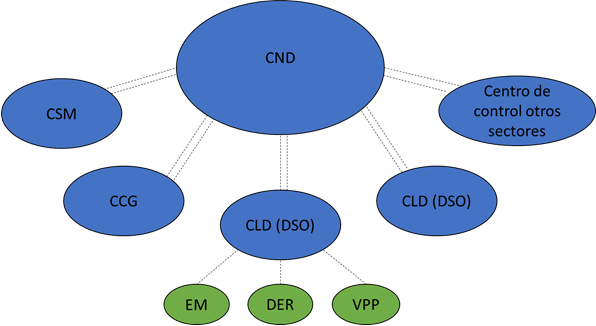 CND
CSM
Centro de
control otros
sectores
CCG
CLD (DSO)
CLD (DSO)
EM
DER
VPP